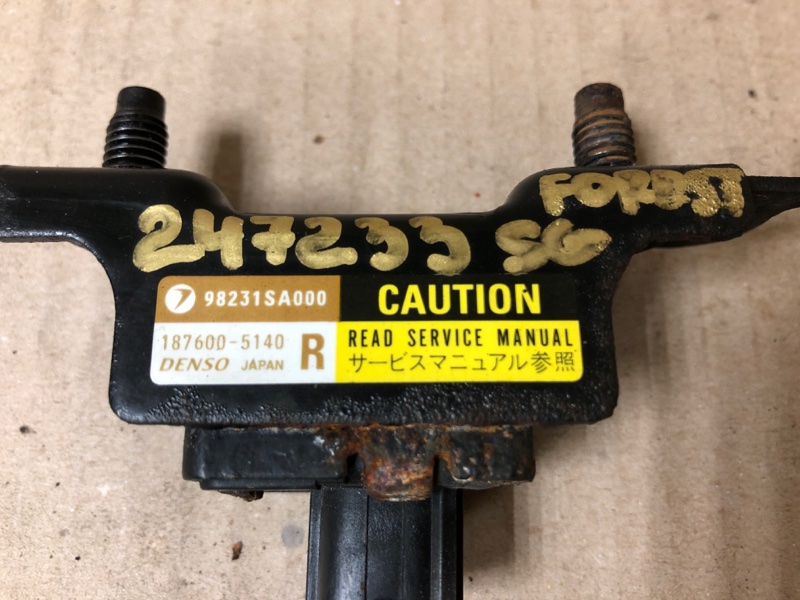 FOREST
247233 SG
98231SA000 CAUTION
187600-5140 R READ SERVICE MANUAL
DENSO JAPAN サービスマニュアル参照